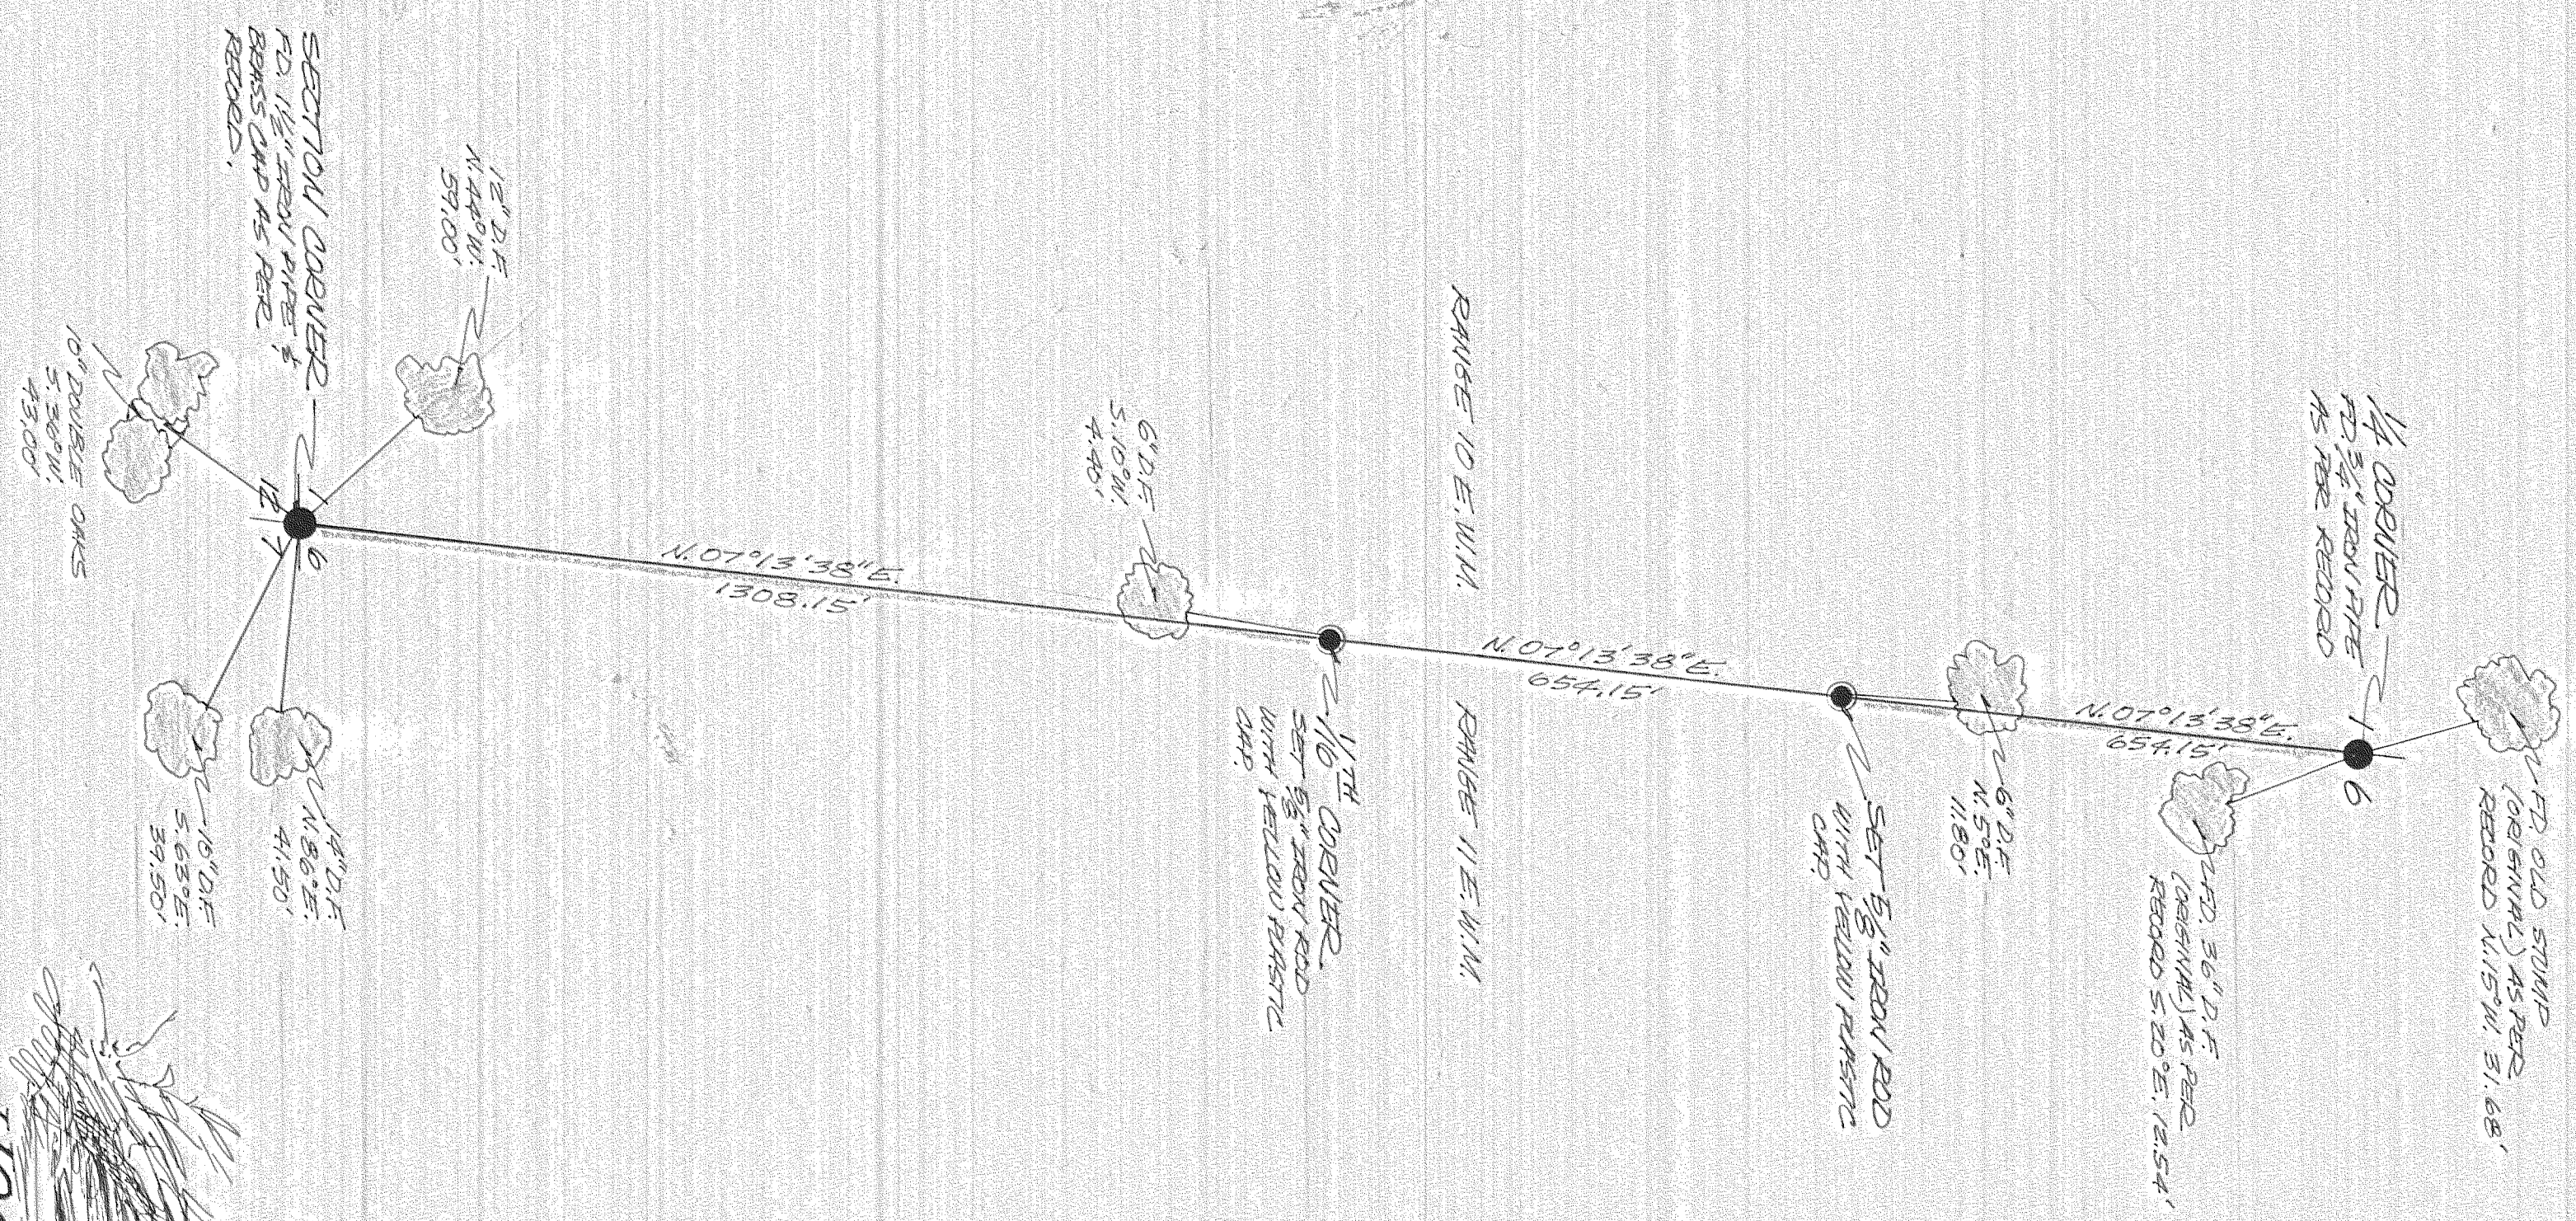 1/4 CORNER
FD. 3/4" IRON PIPE
AS PER RECORD
FD. OLD STUMP
(ORIGINAL) AS PER
RECORD N.15°W. 31.68'
1
6
FD. 36" D.F.
(ORIGINAL) AS PER
RECORD S.20°E. 12.54'
N.07°13'38"E.
654.15'
6" D.F.
N.5°E.
11.80'
SET 5/8" IRON ROD
WITH YELLOW PLASTIC
CAP.
N.07°13'38"E.
654.15'
RANGE 10 E.W.M.
RANGE 11 E.W.M.
1/16TH CORNER
SET 5/8" IRON ROD
WITH YELLOW PLASTIC
CAP.
6" D.F.
S.10°W.
4.40'
N.07°13'38"E.
1308.15'
12" D.F.
N.44°W.
59.00'
SECTION CORNER
FD. 1 1/2" IRON PIPE &
BRASS CAP AS PER
RECORD.
1
6
12
7
14" D.F.
N.86°E.
41.50'
10" D.F.
S.63°E.
39.50'
10" DOUBLE OAKS
43.00'